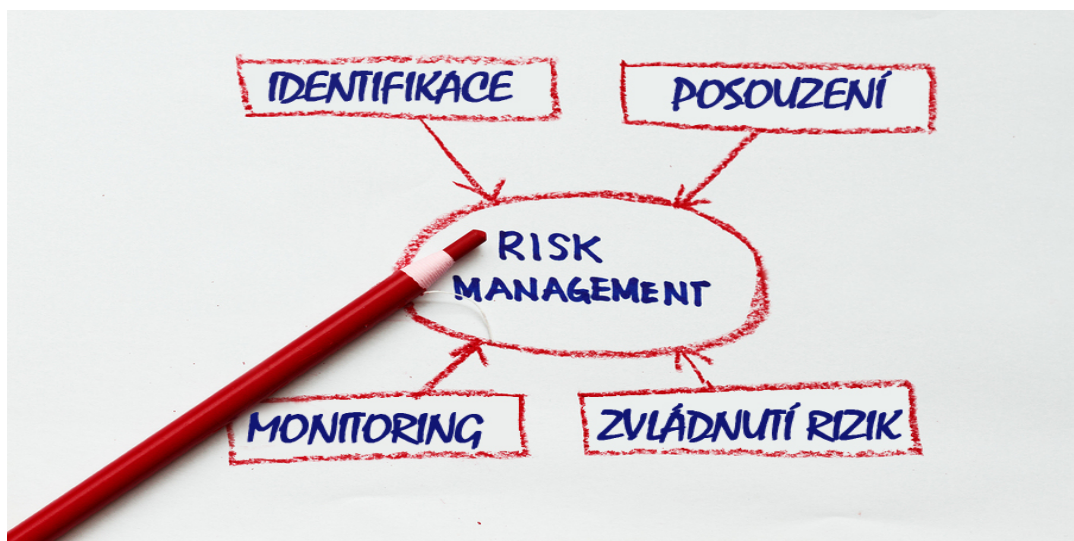 IDENTIFIKACE
POSOUZENÍ
RISK
MANAGEMENT
MONITORING
ZVLÁDNUTÍ RIZIK